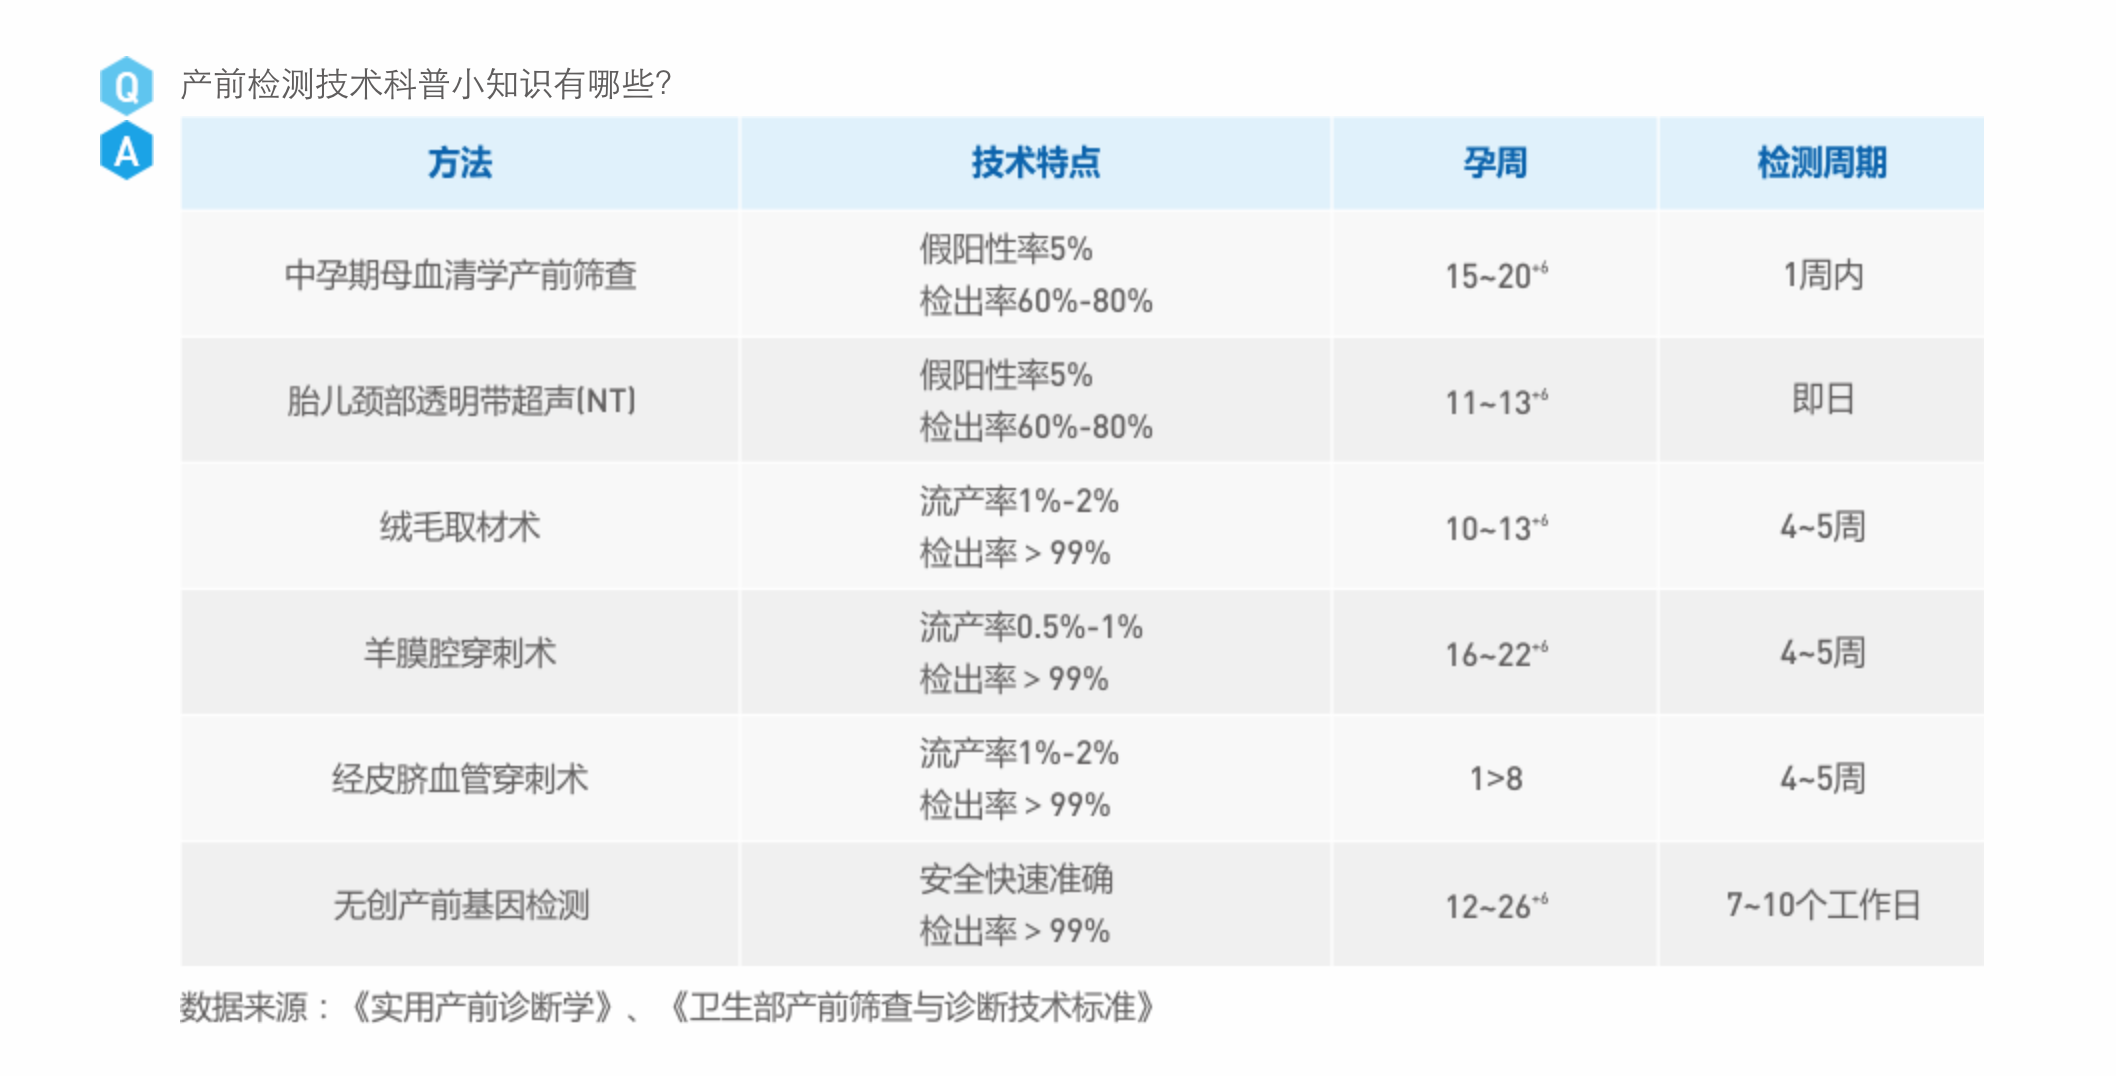 Q 产前检测技术科普小知识有哪些?
A
方法 技术特点 孕周 检测周期
中孕期母血清学产前筛查 假阳性率5% 15~20+6 1周内
检出率60%-80%
胎儿颈部透明带超声(NT) 假阳性率5% 11~13+6 即日
检出率60%-80%
绒毛取材术 流产率1%-2% 10~13+6 4~5周
检出率 > 99%
羊膜腔穿刺术 流产率0.5%-1% 16~22+6 4~5周
检出率 > 99%
经皮脐血管穿刺术 流产率1%-2% 1>8 4~5周
检出率 > 99%
无创产前基因检测 安全快速准确 12~26+6 7~10个工作日
检出率 > 99%
数据来源：《实用产前诊断学》、《卫生部产前筛查与诊断技术标准》